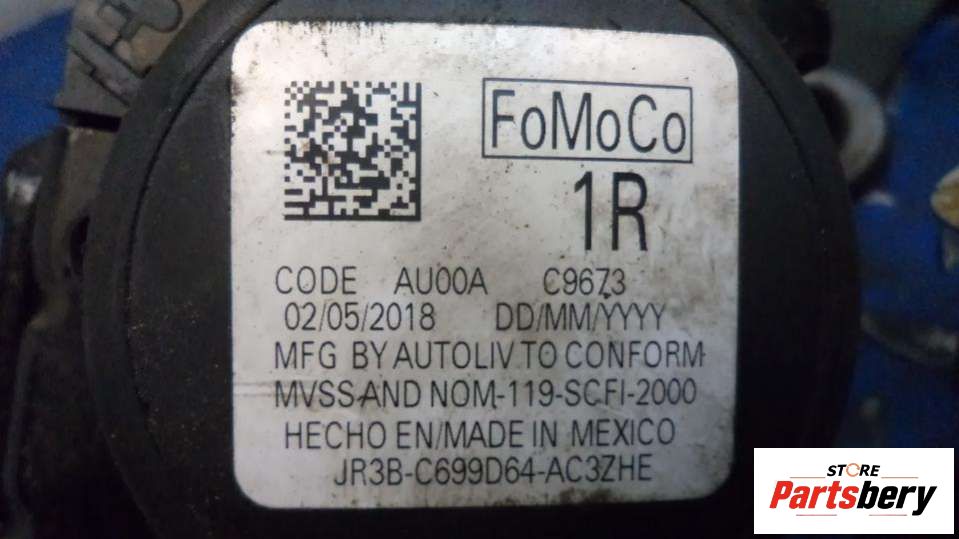 FoMoCo
1R
CODE AU00A C9673
02/05/2018 DD/MM/YYYY
MFG BY AUTOLIV TO CONFORM
MVSS AND NOM-119-SCFI-2000
HECHO EN/MADE IN MEXICO
JR3B-C699D64-AC3ZHE
STORE
Partsbery